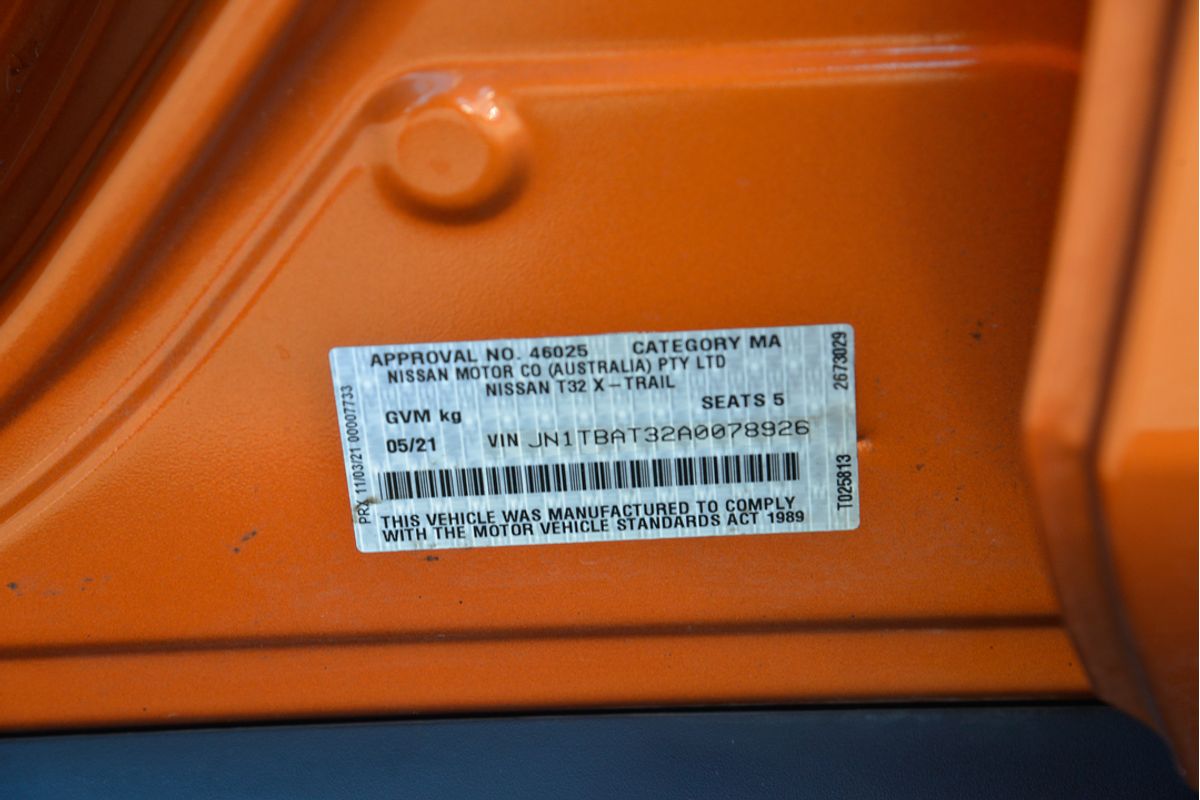 APPROVAL NO. 46025 CATEGORY MA
NISSAN MOTOR CO (AUSTRALIA) PTY LTD
NISSAN T32 X-TRAIL
GVM kg SEATS 5
05/21 VIN JN1TBAT32A0078926
THIS VEHICLE WAS MANUFACTURED TO COMPLY
WITH THE MOTOR VEHICLE STANDARDS ACT 1989
PRX 11/03/21 00007733
T025813 2673029